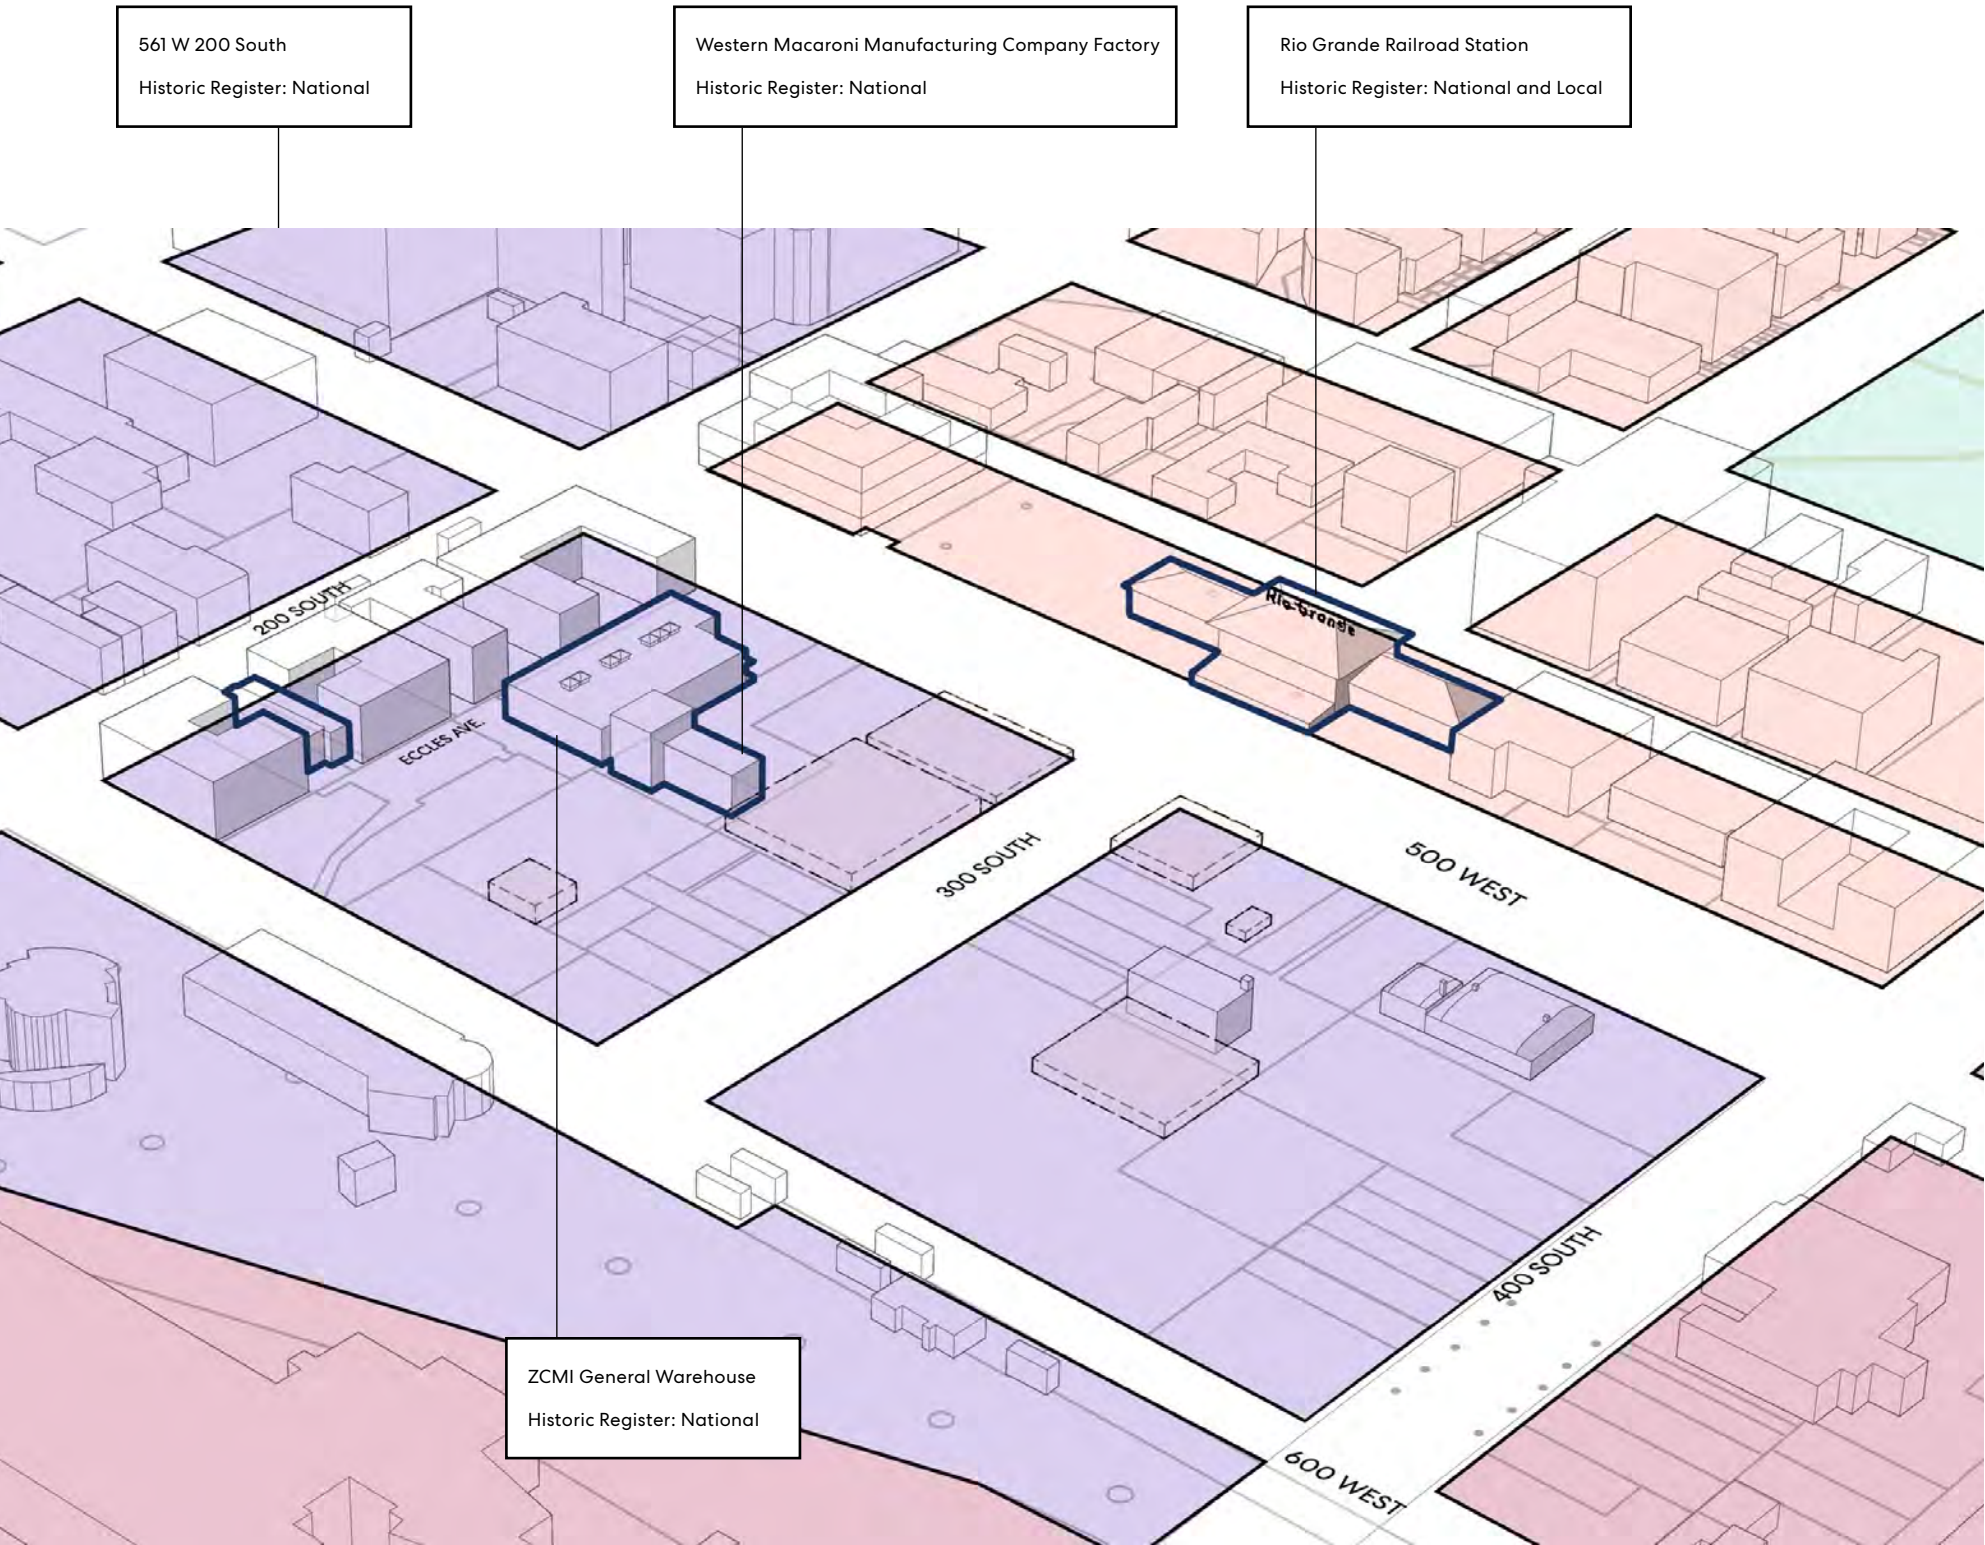 561 W 200 South
Historic Register: National
Western Macaroni Manufacturing Company Factory
Historic Register: National
Rio Grande Railroad Station
Historic Register: National and Local
Rio Grande
200 SOUTH
ECCLES AVE.
300 SOUTH
500 WEST
400 SOUTH
600 WEST
ZCMI General Warehouse
Historic Register: National